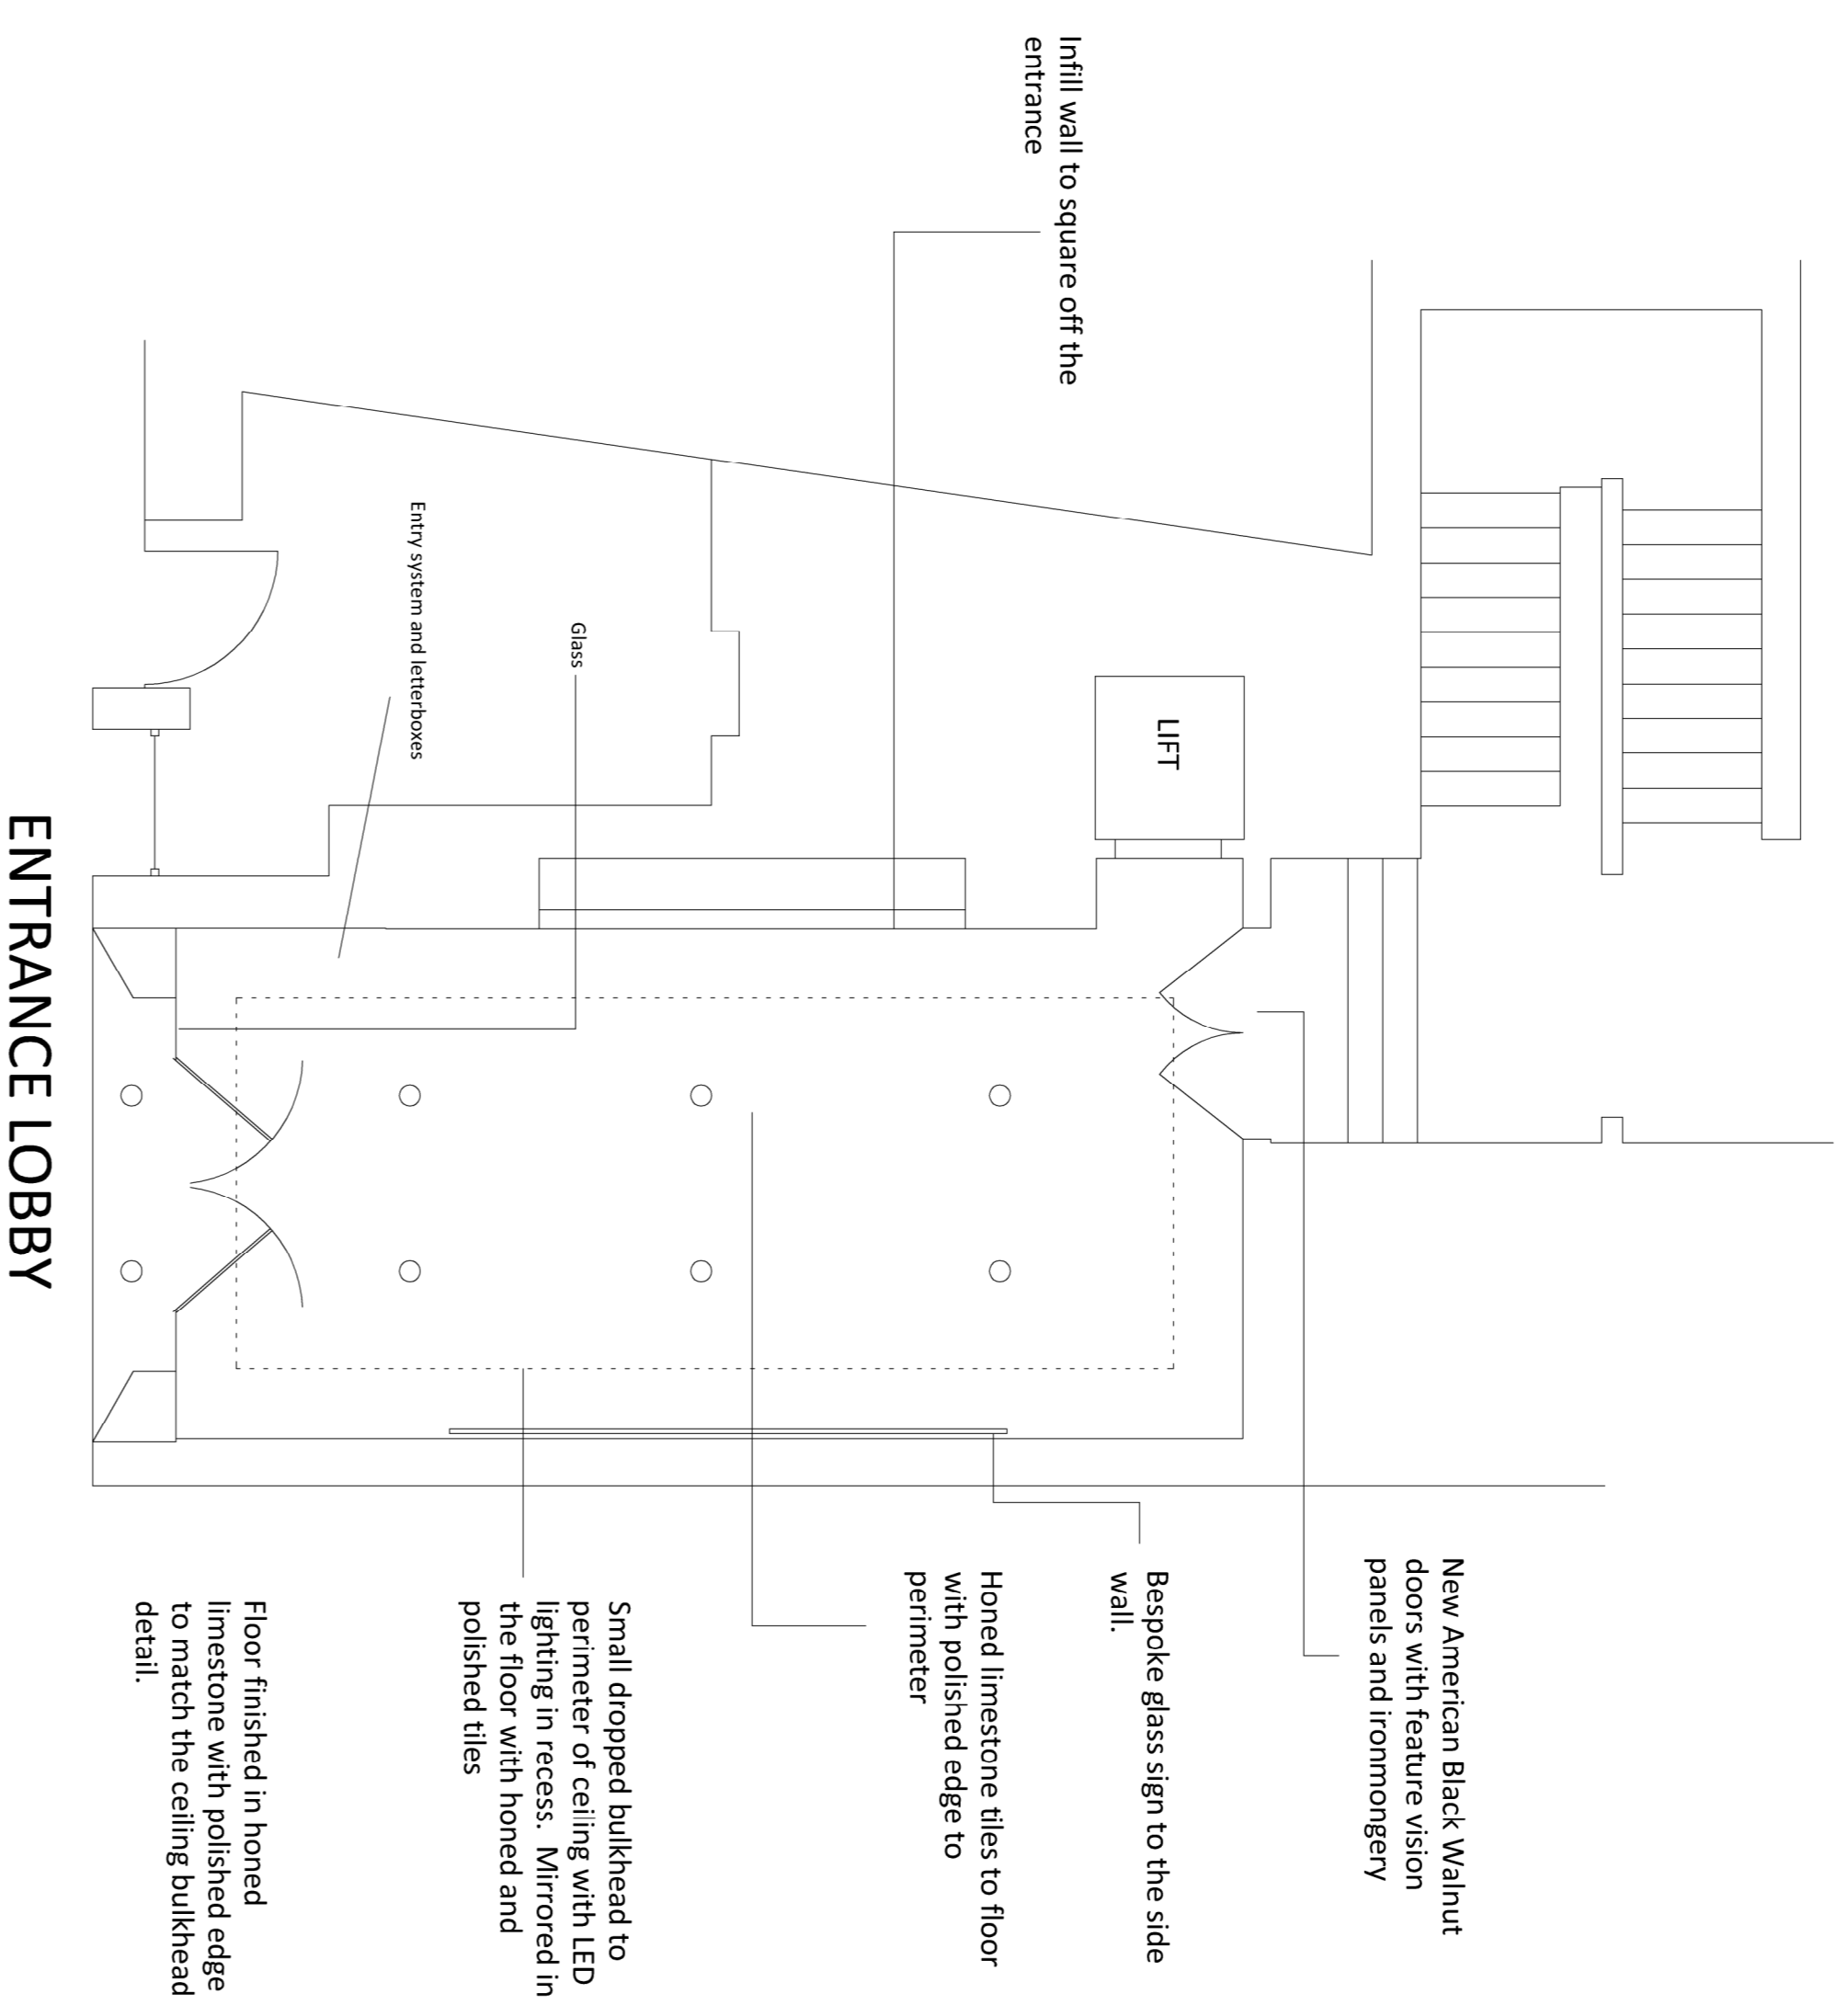 Infill wall to square off the
entrance
New American Black Walnut
doors with feature vision
panels and ironmongery
LIFT
Bespoke glass sign to the side
wall.
Honed limestone tiles to floor
with polished edge to
perimeter
Glass
Entry system and letterboxes
Small dropped bulkhead to
perimeter of ceiling with LED
lighting in recess.  Mirrored in
the floor with honed and
polished tiles
Floor finished in honed
limestone with polished edge
to match the ceiling bulkhead
detail.
ENTRANCE LOBBY